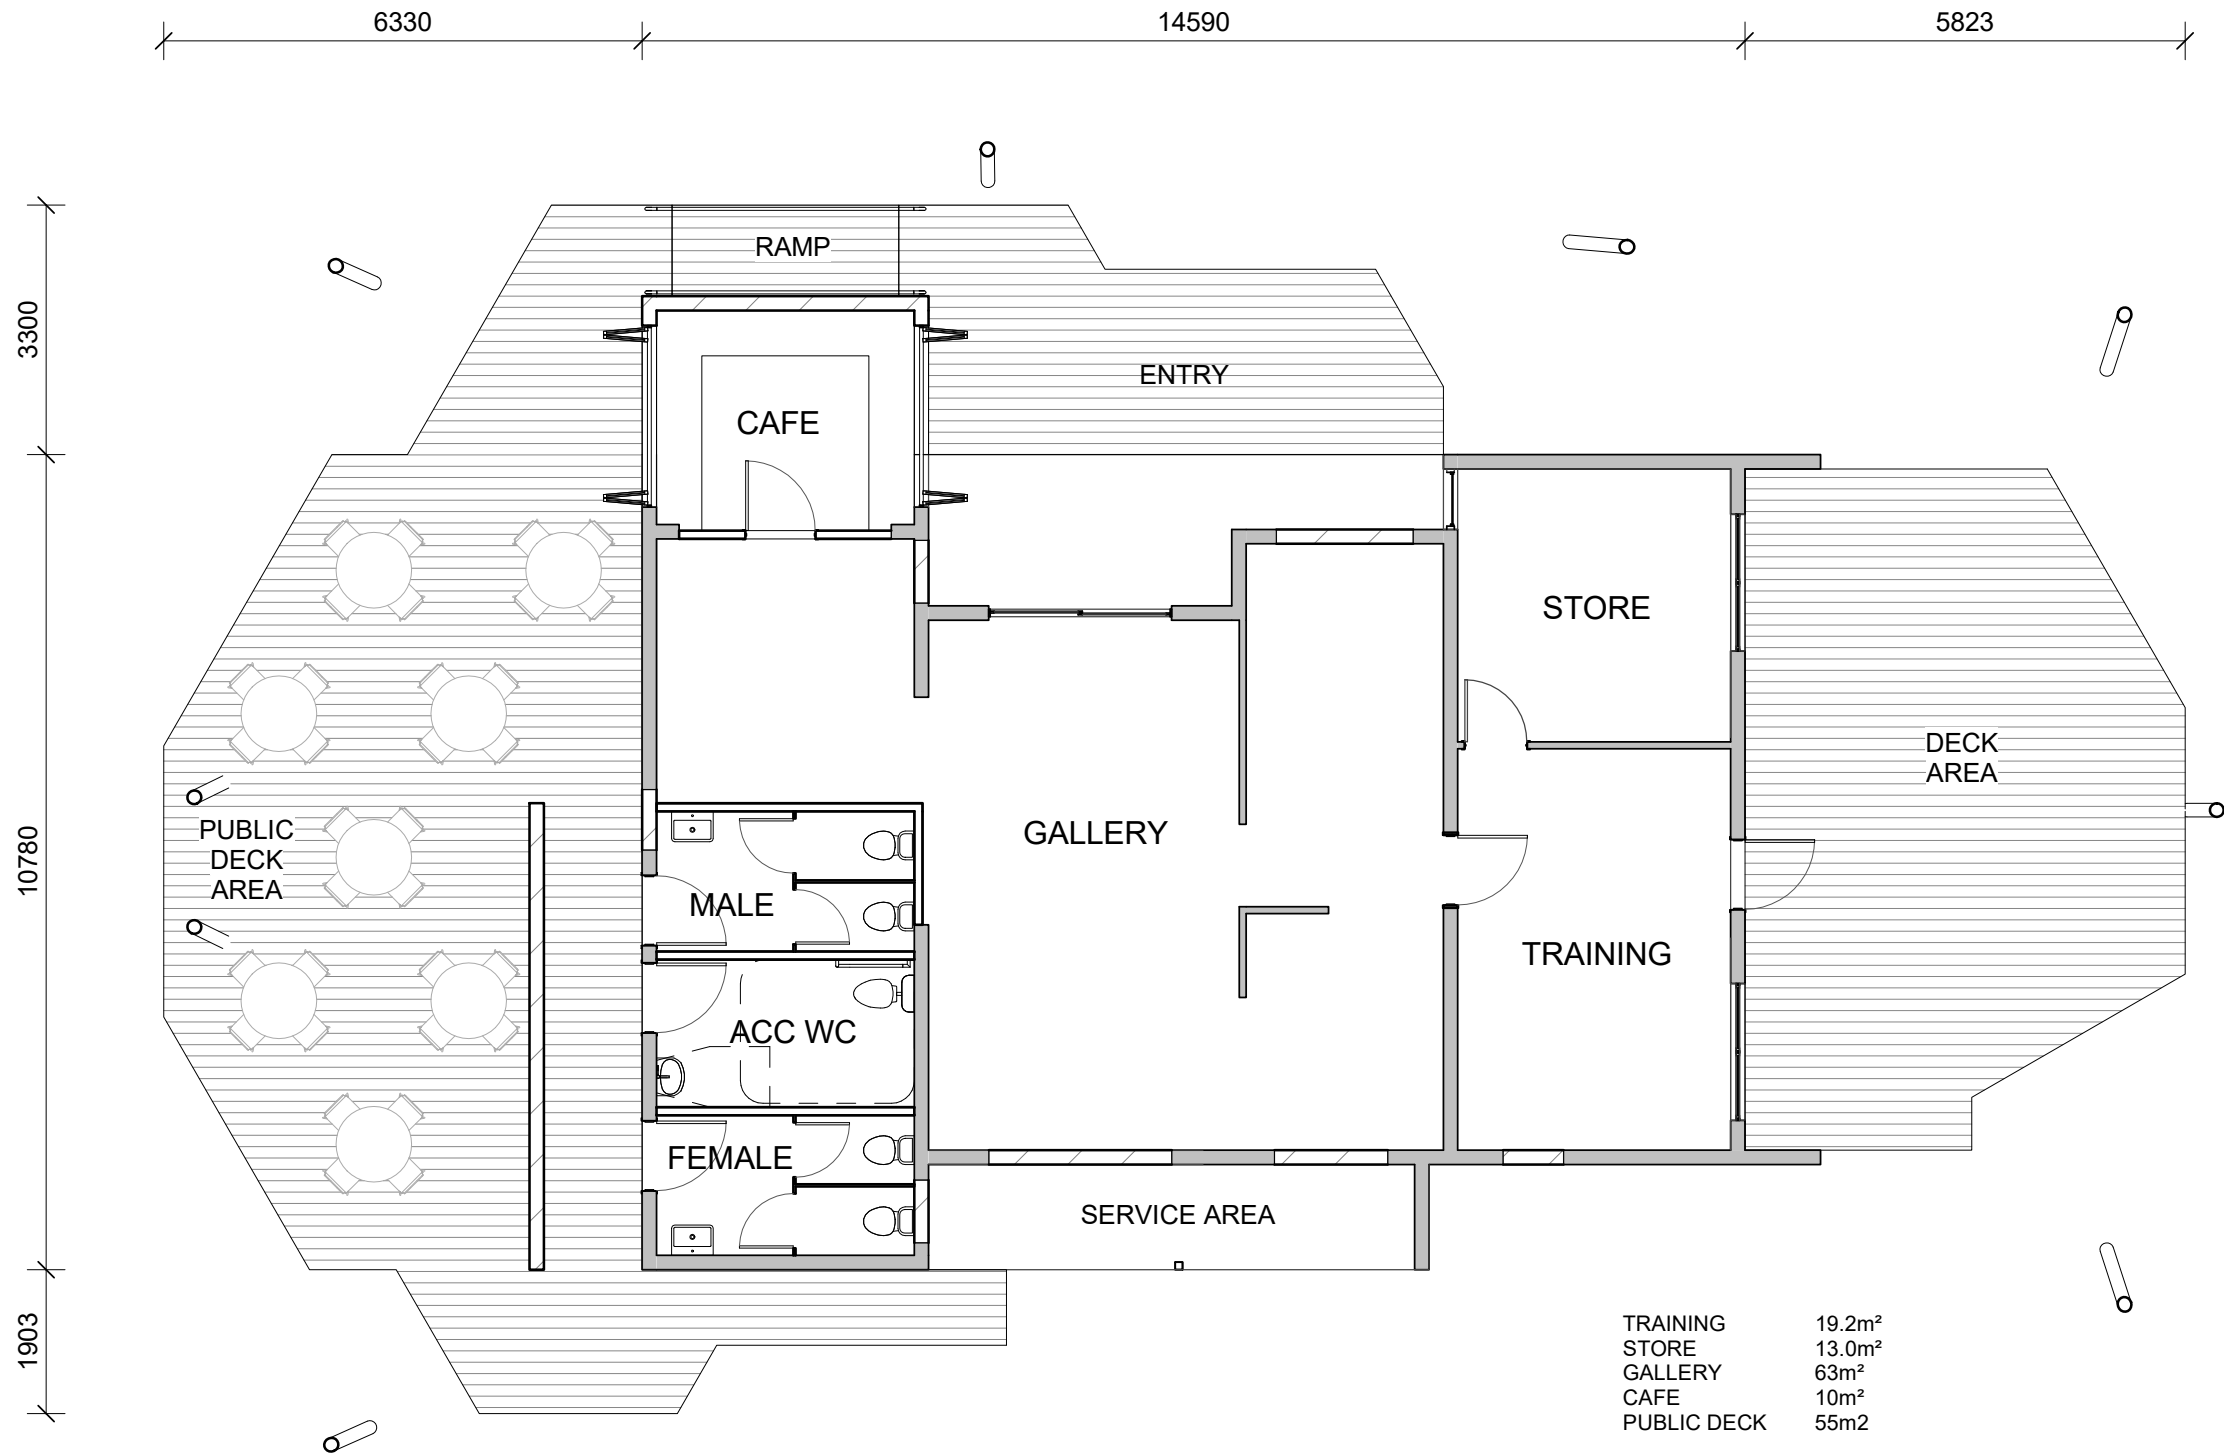 6330
14590
5823
3300
10780
1903
RAMP
ENTRY
CAFE
STORE
DECK
AREA
PUBLIC
DECK
AREA
GALLERY
MALE
TRAINING
ACC WC
FEMALE
SERVICE AREA
TRAINING 19.2m²
STORE 13.0m²
GALLERY 63m²
CAFE 10m²
PUBLIC DECK 55m2